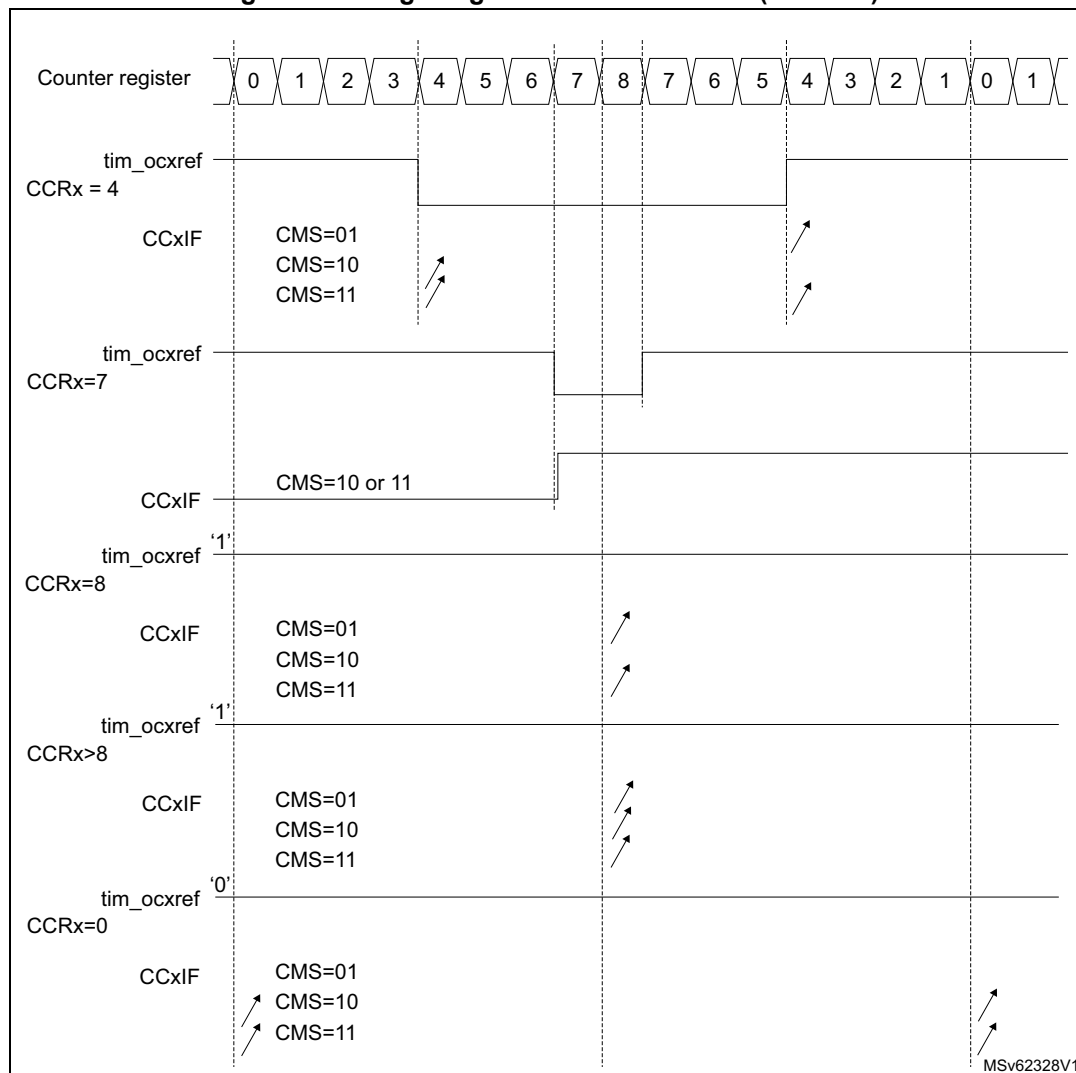 Counter register 0 1 2 3 4 5 6 7 8 7 6 5 4 3 2 1 0 1
tim_ocxref
CCRx = 4
CCxIF CMS=01
CMS=10
CMS=11
tim_ocxref
CCRx=7
CMS=10 or 11
CCxIF
'1'
tim_ocxref
CCRx=8
CCxIF CMS=01
CMS=10
CMS=11
'1'
tim_ocxref
CCRx>8
CCxIF CMS=01
CMS=10
CMS=11
'0'
tim_ocxref
CCRx=0
CCxIF CMS=01
CMS=10
CMS=11
MSv62328V1